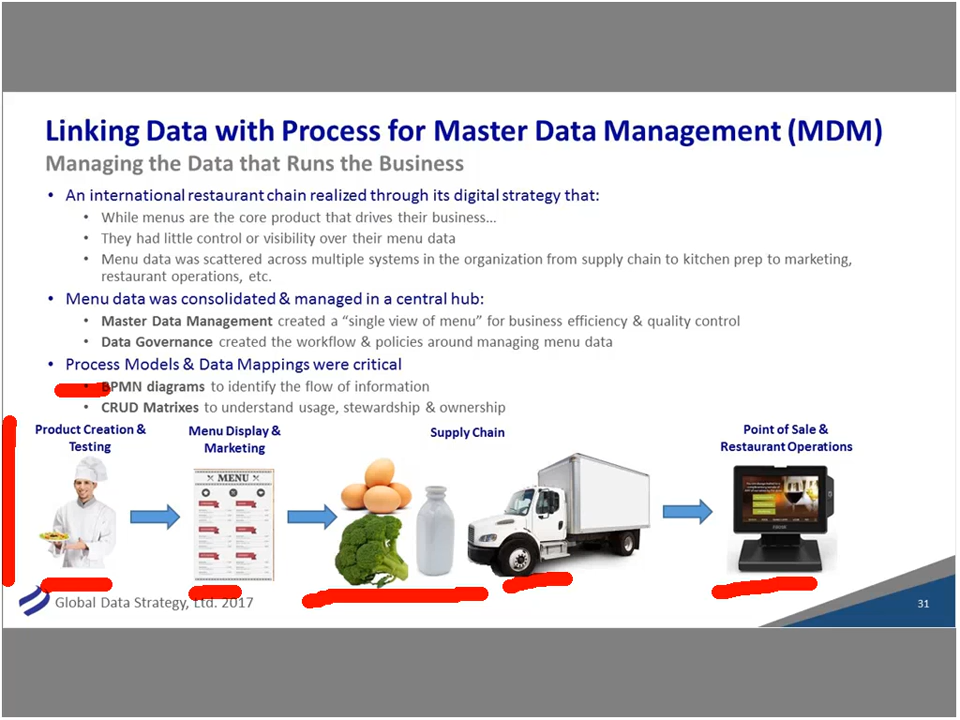 Linking Data with Process for Master Data Management (MDM)
Managing the Data that Runs the Business
• An international restaurant chain realized through its digital strategy that:
• While menus are the core product that drives their business...
• They had little control or visibility over their menu data
• Menu data was scattered across multiple systems in the organization from supply chain to kitchen prep to marketing,
restaurant operations, etc.
• Menu data was consolidated & managed in a central hub:
• Master Data Management created a “single view of menu” for business efficiency & quality control
• Data Governance created the workflow & policies around managing menu data
• Process Models & Data Mappings were critical
• BPMN diagrams to identify the flow of information
• CRUD Matrixes to understand usage, stewardship & ownership
Product Creation &
Testing
Menu Display &
Marketing
Supply Chain
Point of Sale &
Restaurant Operations
MENU
Global Data Strategy, Ltd. 2017
31